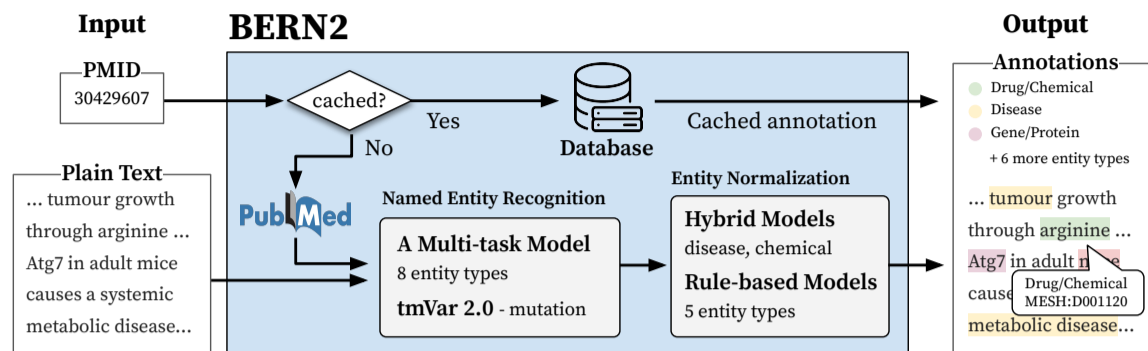 Input
BERN2
Output
PMID
30429607
cached?
Yes
No
Database
Cached annotation
Annotations
Drug/Chemical
Disease
Gene/Protein
+ 6 more entity types
Plain Text
... tumour growth
through arginine ...
Atg7 in adult mice
causes a systemic
metabolic disease...
PubMed
Named Entity Recognition
A Multi-task Model
8 entity types
tmVar 2.0 - mutation
Entity Normalization
Hybrid Models
disease, chemical
Rule-based Models
5 entity types
... tumour growth
through arginine ...
Atg7 in adult
Drug/Chemical
MESH:D001120
metabolic disease...